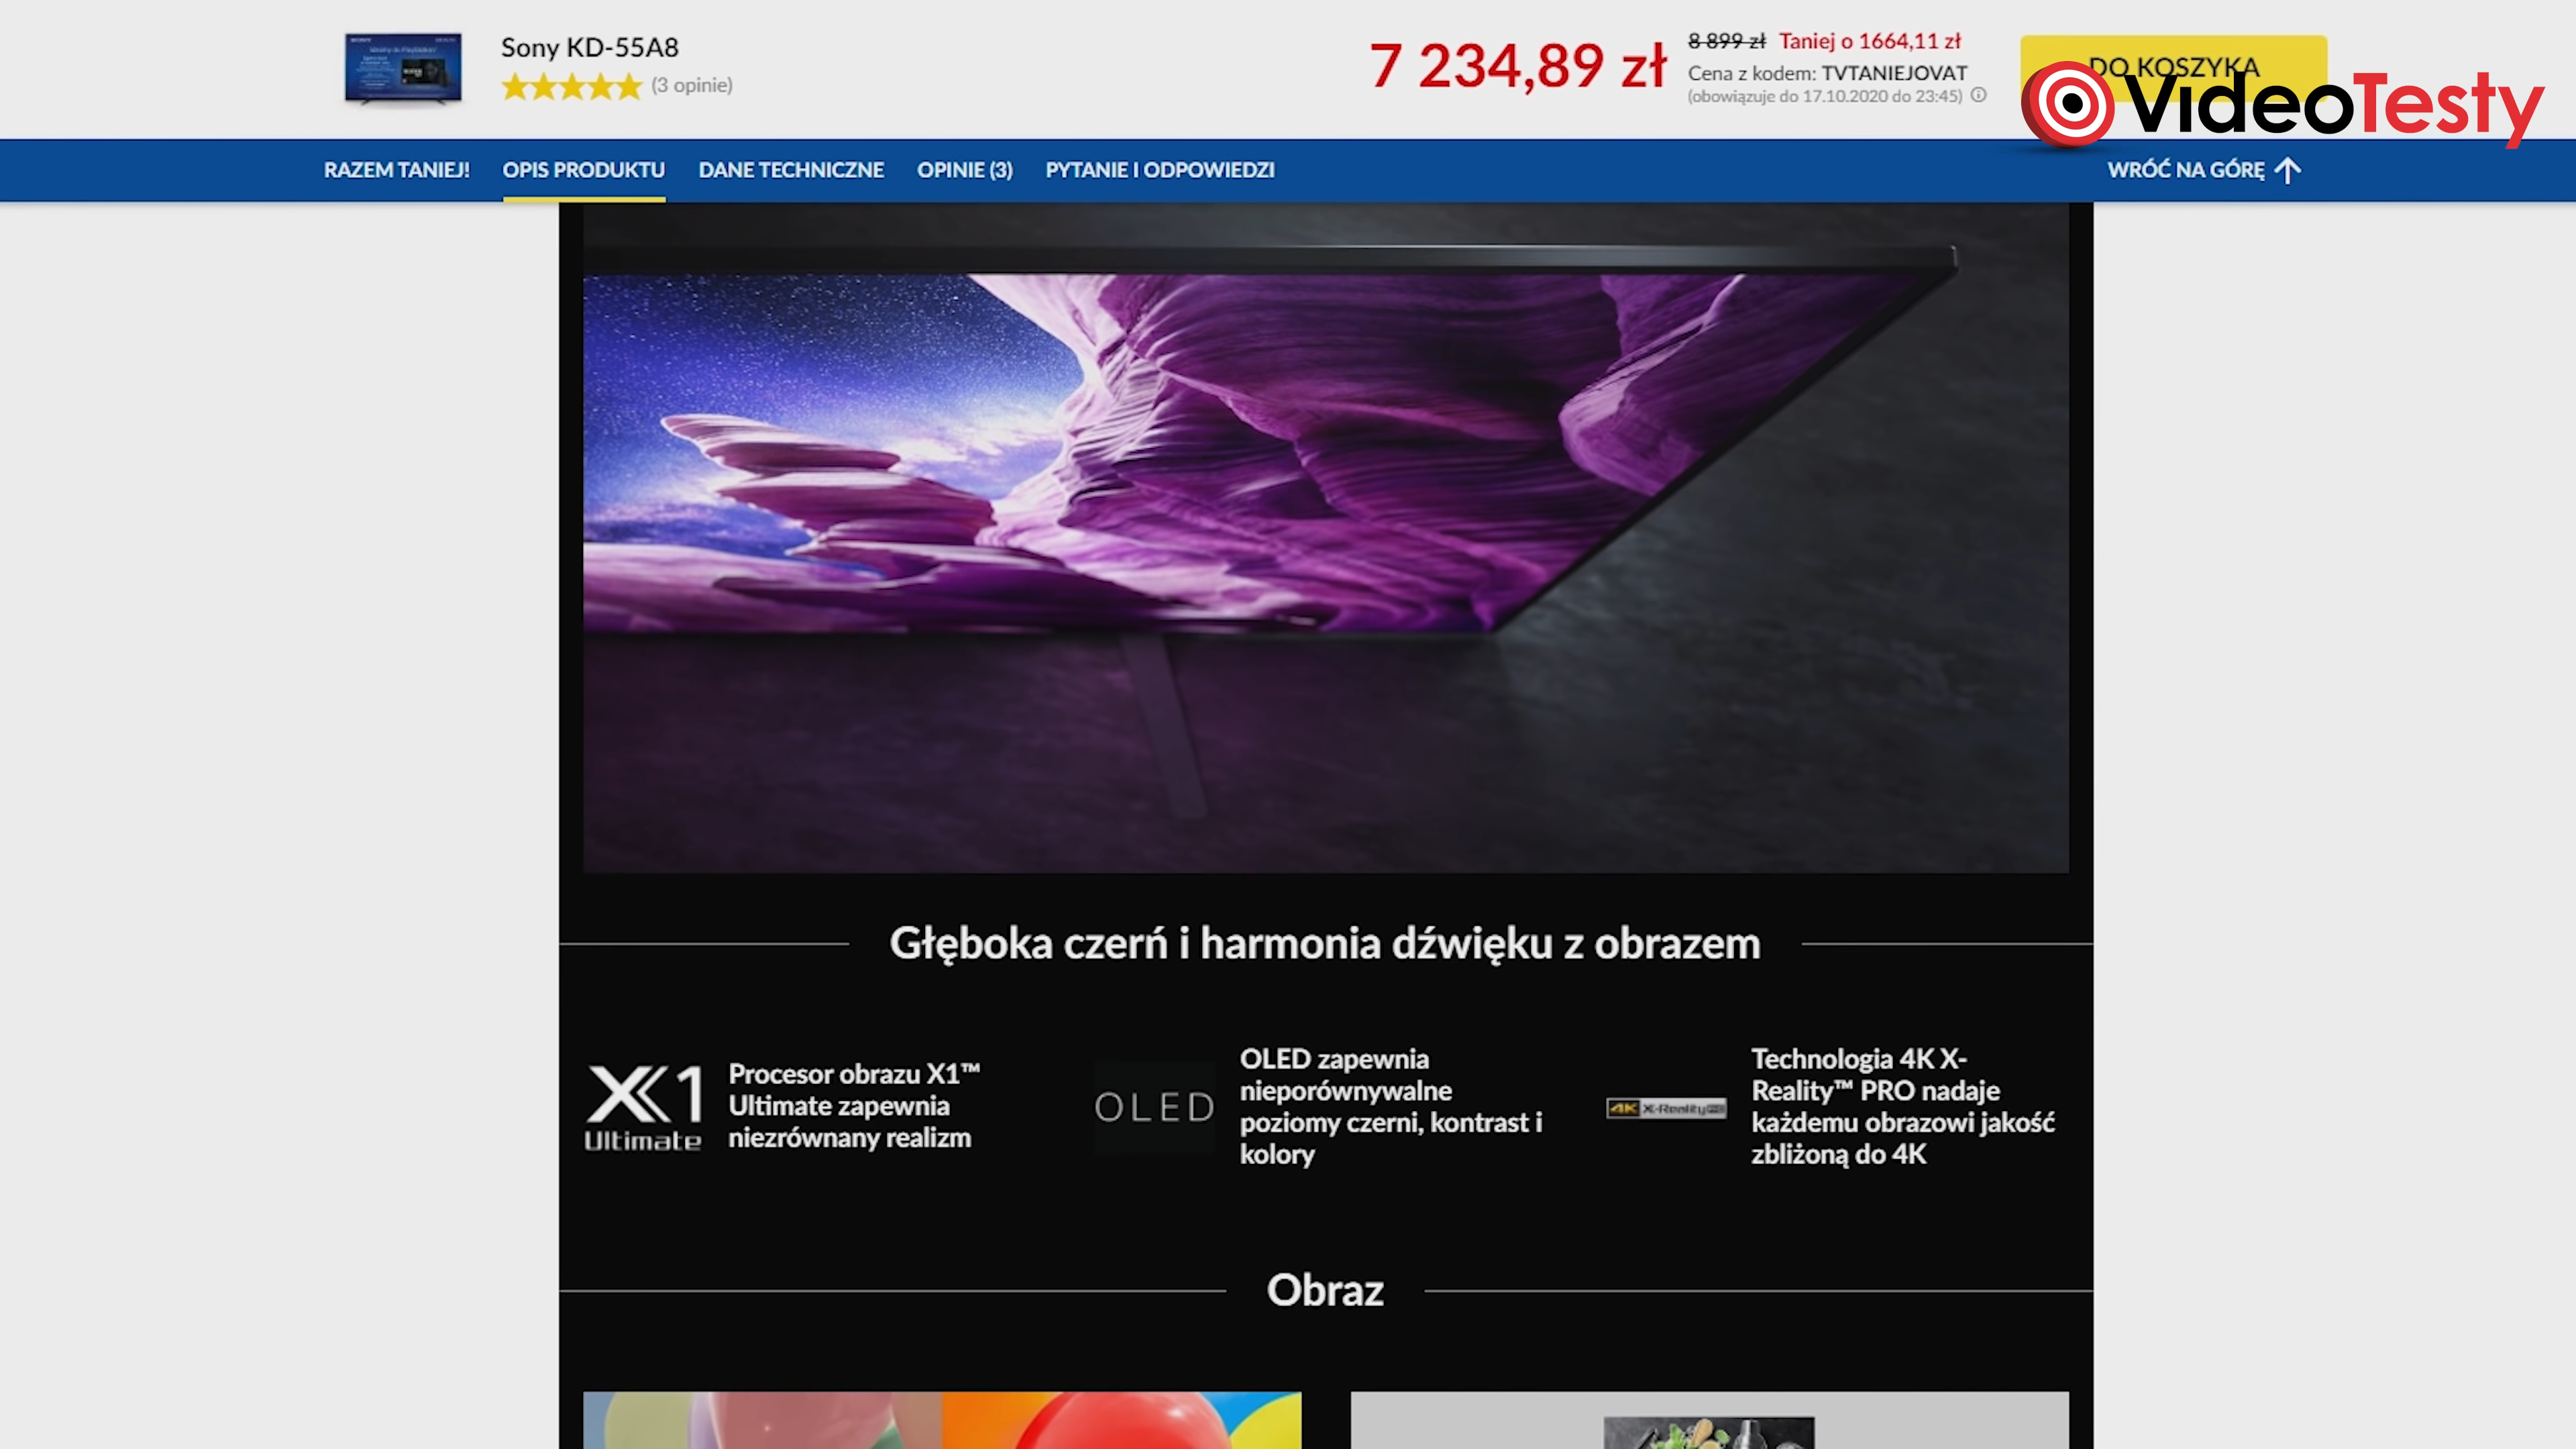 Sony KD-55A8
(3 opinie)
7 234,89 zł
8 899 zł Taniej o 1664,11 zł
Cena z kodem: TVTANIEJOVAT
(obowiązuje do 17.10.2020 do 23:45)
DO KOSZYKA
VideoTesty
RAZEM TANIEJ! OPIS PRODUKTU DANE TECHNICZNE OPINIE (3) PYTANIE I ODPOWIEDZI WRÓĆ NA GÓRĘ
Głęboka czerń i harmonia dźwięku z obrazem
X1
Ultimate
Procesor obrazu X1™
Ultimate zapewnia
niezrównany realizm
OLED
OLED zapewnia
nieporównywalne
poziomy czerni, kontrast i
kolory
4K X-Reality PRO
Technologia 4K X-
Reality™ PRO nadaje
każdemu obrazowi jakość
zbliżoną do 4K
Obraz